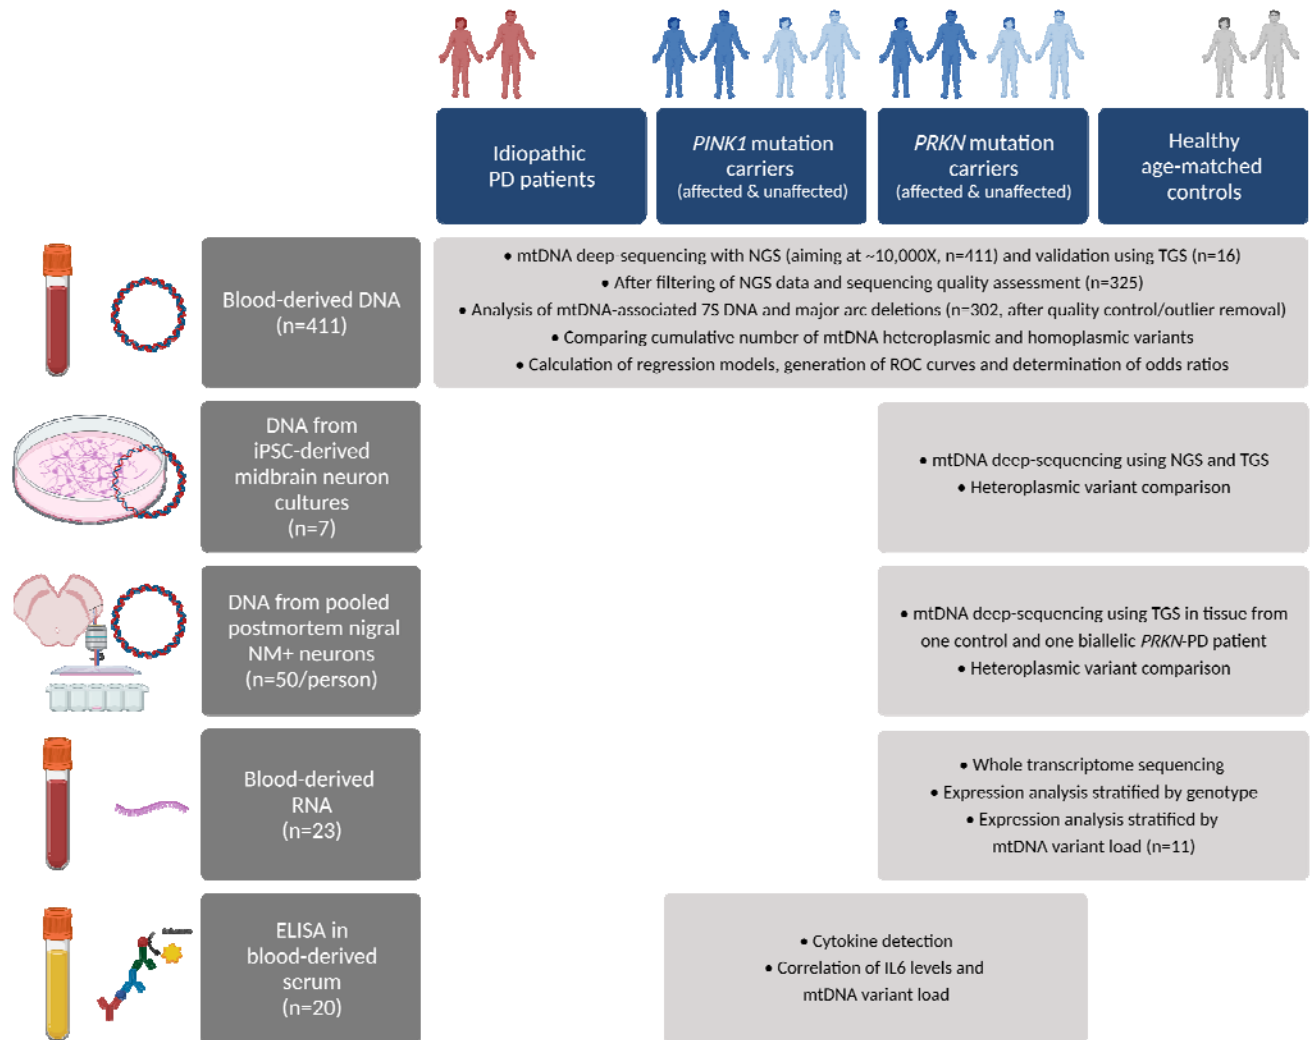 Idiopathic
PD patients
PINK1 mutation
carriers
(affected & unaffected)
PRKN mutation
carriers
(affected & unaffected)
Healthy
age-matched
controls
Blood-derived DNA
(n=411)
• mtDNA deep-sequencing with NGS (aiming at ~10,000X, n=411) and validation using TGS (n=16)
• After filtering of NGS data and sequencing quality assessment (n=325)
• Analysis of mtDNA-associated 7S DNA and major arc deletions (n=302, after quality control/outlier removal)
• Comparing cumulative number of mtDNA heteroplasmic and homoplasmic variants
• Calculation of regression models, generation of ROC curves and determination of odds ratios
DNA from
iPSC-derived
midbrain neuron
cultures
(n=7)
• mtDNA deep-sequencing using NGS and TGS
• Heteroplasmic variant comparison
DNA from pooled
postmortem nigral
NM+ neurons
(n=50/person)
• mtDNA deep-sequencing using TGS in tissue from
one control and one biallelic PRKN-PD patient
• Heteroplasmic variant comparison
Blood-derived
RNA
(n=23)
• Whole transcriptome sequencing
• Expression analysis stratified by genotype
• Expression analysis stratified by
mtDNA variant load (n=11)
ELISA in
blood-derived
serum
(n=20)
• Cytokine detection
• Correlation of IL6 levels and
mtDNA variant load